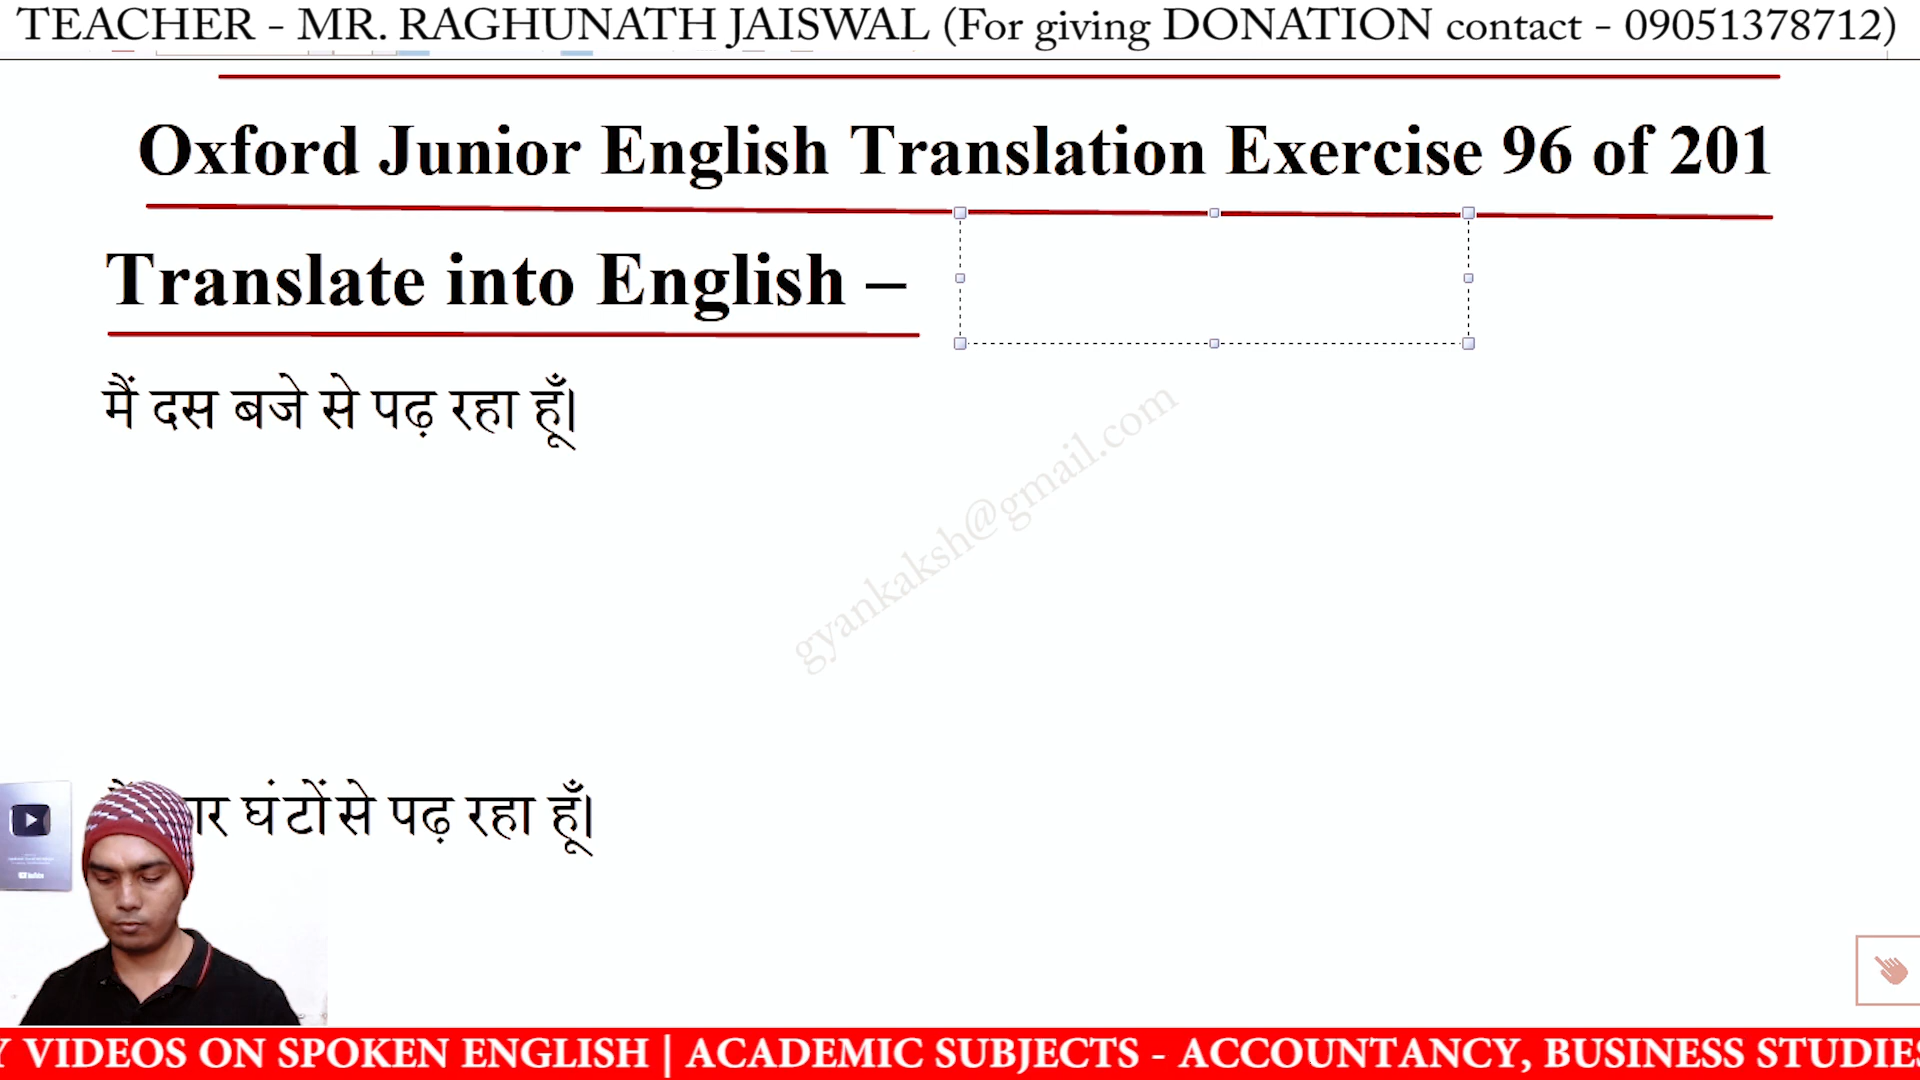 TEACHER - MR. RAGHUNATH JAISWAL (For giving DONATION contact - 09051378712)
Oxford Junior English Translation Exercise 96 of 201
Translate into English –
मैं दस बजे से पढ़ रहा हूँ।
gyankaksh@gmail.com
घंटों से पढ़ रहा हूँ।
Y VIDEOS ON SPOKEN ENGLISH | ACADEMIC SUBJECTS - ACCOUNTANCY, BUSINESS STUDIES